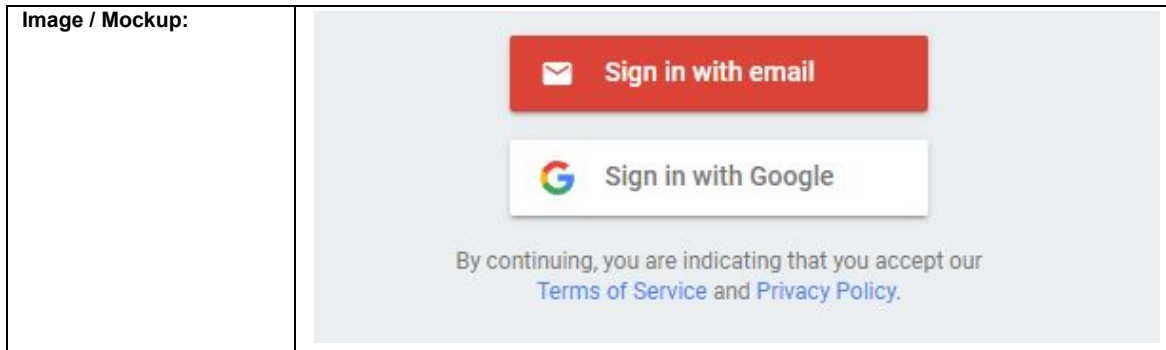 Image / Mockup:
Sign in with email
Sign in with Google
By continuing, you are indicating that you accept our
Terms of Service and Privacy Policy.